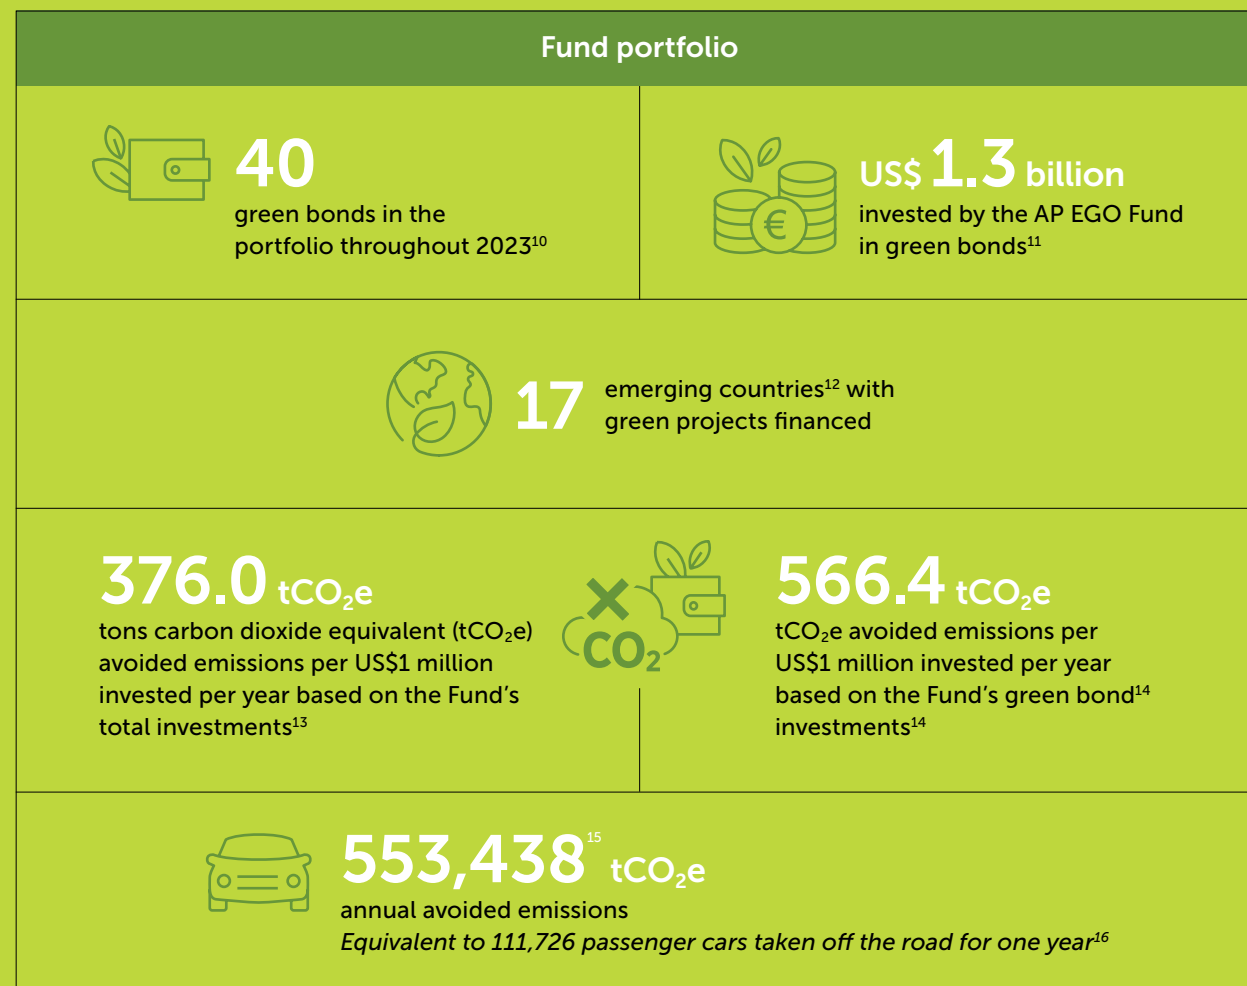 Fund portfolio
40
green bonds in the
portfolio throughout 2023¹⁰
US$ 1.3 billion
invested by the AP EGO Fund
in green bonds¹¹
€
17
emerging countries¹² with
green projects financed
376.0 tCO₂e
tons carbon dioxide equivalent (tCO₂e)
avoided emissions per US$1 million
invested per year based on the Fund’s
total investments¹³
CO₂
566.4 tCO₂e
tCO₂e avoided emissions per
US$1 million invested per year
based on the Fund’s green bond¹⁴
investments¹⁴
553,438¹⁵ tCO₂e
annual avoided emissions
Equivalent to 111,726 passenger cars taken off the road for one year¹⁶